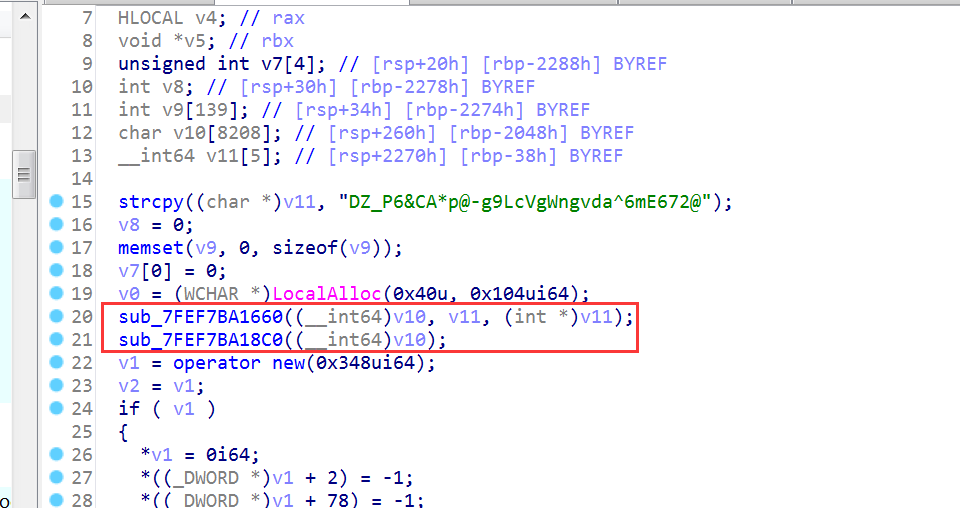 7 HLOCAL v4; // rax
8 void *v5; // rbx
9 unsigned int v7[4]; // [rsp+20h] [rbp-2288h] BYREF
10 int v8; // [rsp+30h] [rbp-2278h] BYREF
11 int v9[139]; // [rsp+34h] [rbp-2274h] BYREF
12 char v10[8208]; // [rsp+260h] [rbp-2048h] BYREF
13 __int64 v11[5]; // [rsp+2270h] [rbp-38h] BYREF
14
15 strcpy((char *)v11, "DZ_P6&CA*p@-g9LcVgWngvda^6mE672@");
16 v8 = 0;
17 memset(v9, 0, sizeof(v9));
18 v7[0] = 0;
19 v0 = (WCHAR *)LocalAlloc(0x40u, 0x104ui64);
20 sub_7FEF7BA1660((__int64)v10, v11, (int *)v11);
21 sub_7FEF7BA18C0((__int64)v10);
22 v1 = operator new(0x348ui64);
23 v2 = v1;
24 if ( v1 )
25 {
26 *v1 = 0i64;
27 *((_DWORD *)v1 + 2) = -1;
28 *((_DWORD *)v1 + 78) = -1;